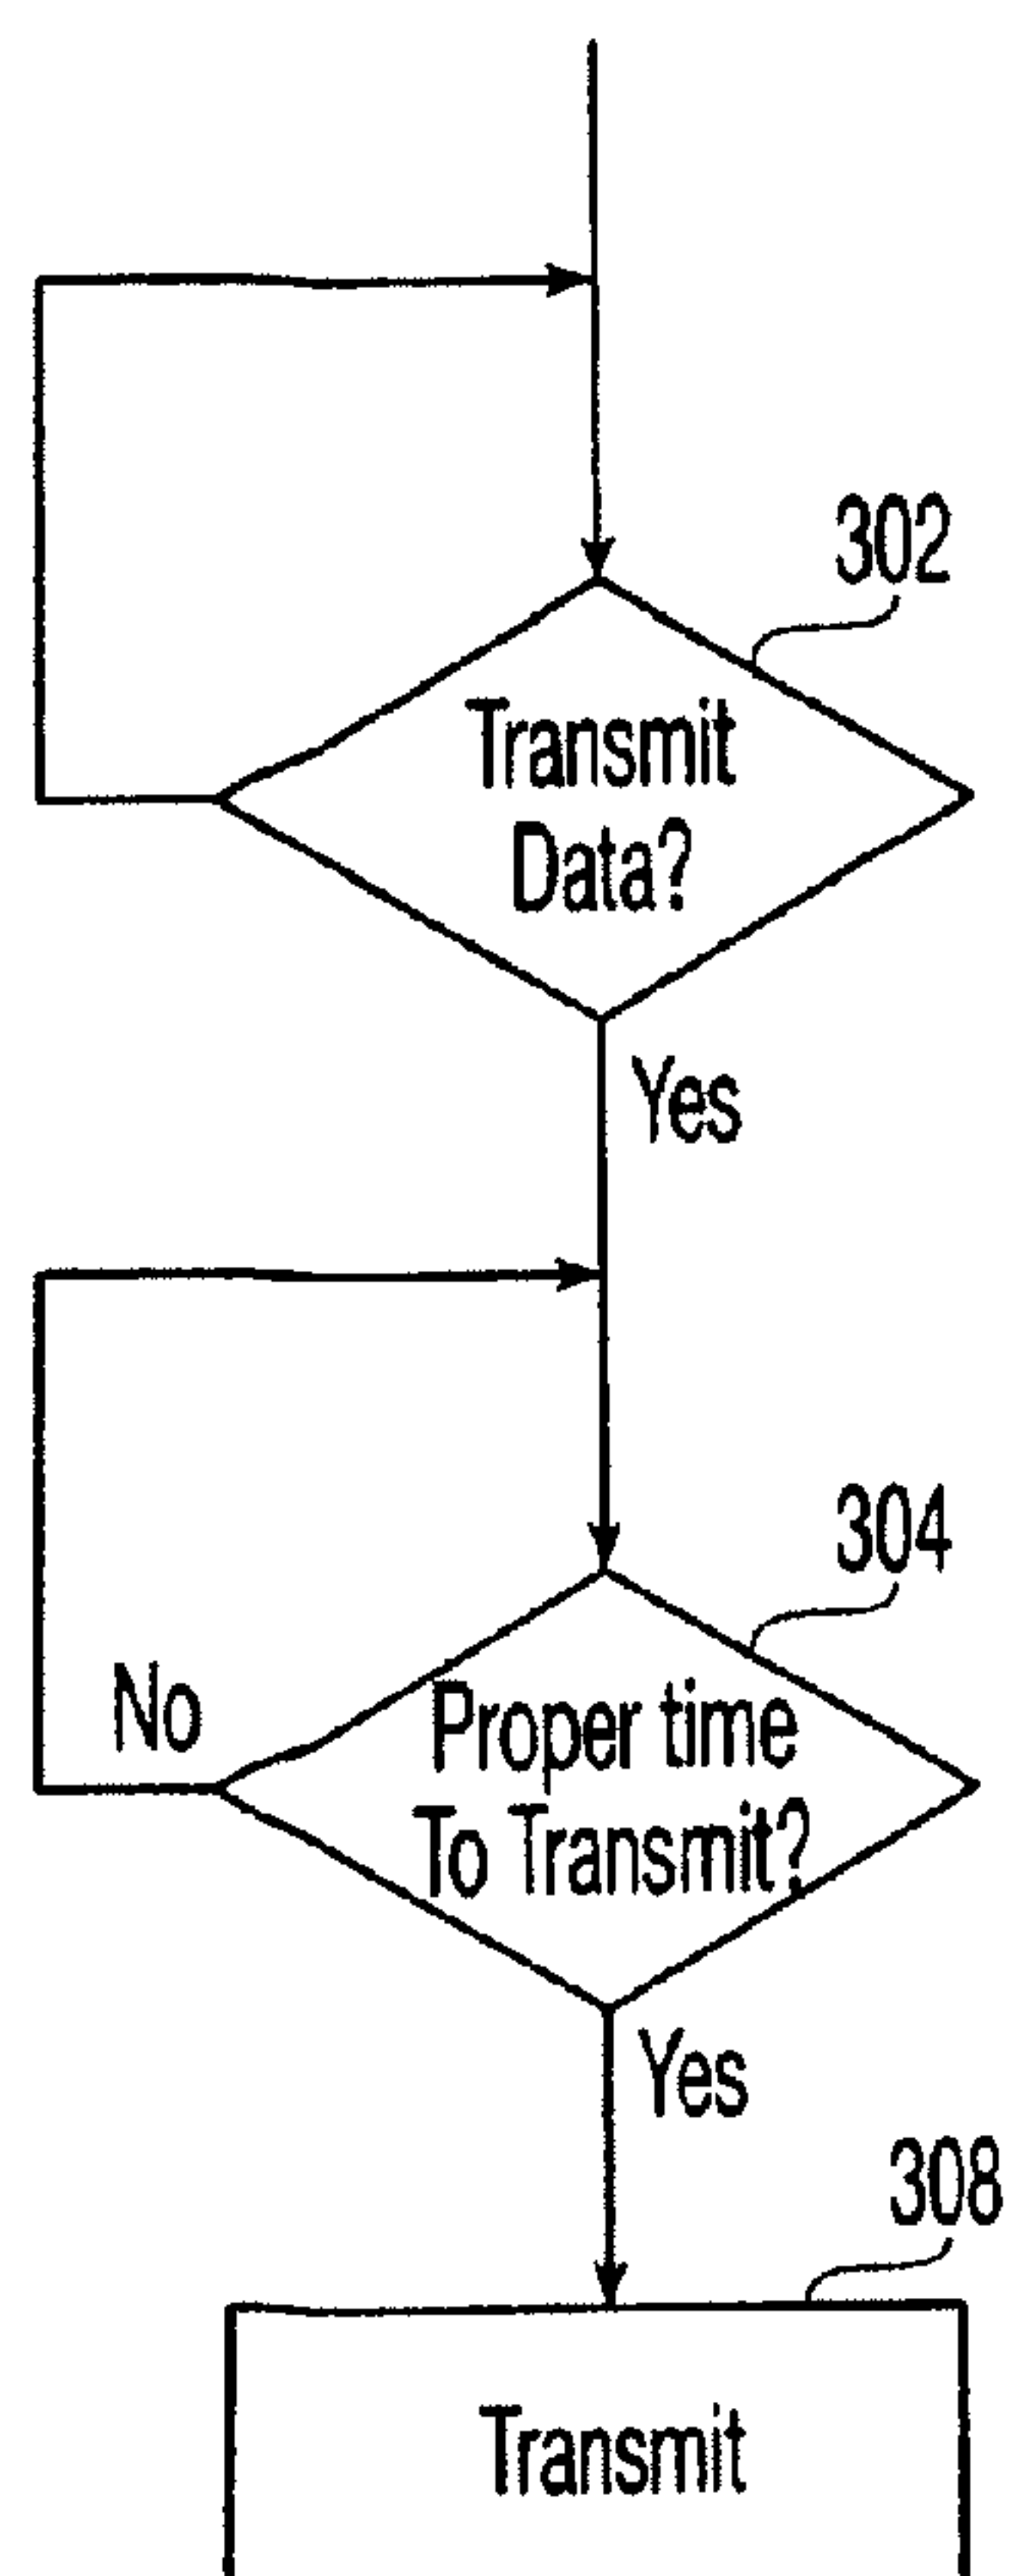 302
Transmit
Data?
Yes
304
No
Proper time
To Transmit?
Yes
308
Transmit